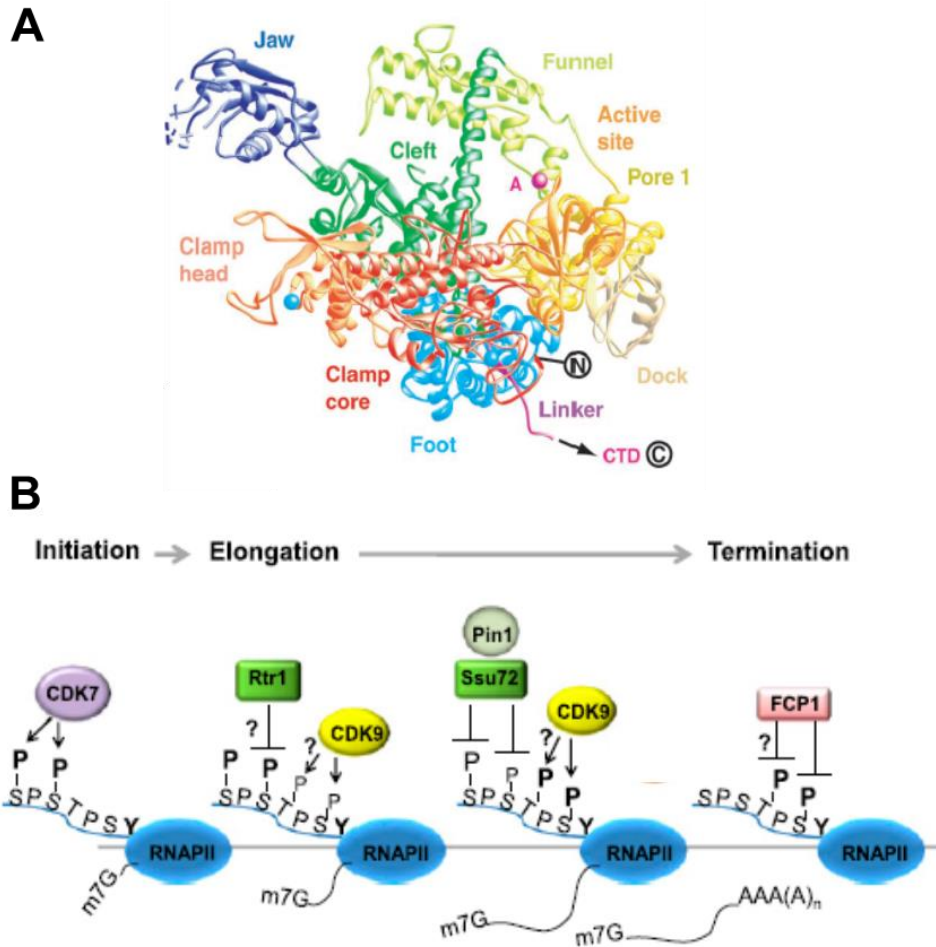 A
Jaw
Funnel
Active
site
Cleft
A
Pore 1
Clamp
head
N
Clamp
core
Dock
Linker
Foot
CTD C
B
Initiation Elongation Termination
Pin1
Rtr1 Ssu72
CDK7 CDK9 CDK9 FCP1
? ? ? ?
P P P P P P P P P P P P
SPSTPSY SPSTPSY SPSTPSY SPSTPSY
RNAPII RNAPII RNAPII RNAPII
m7G m7G m7G m7G AAA(A)n